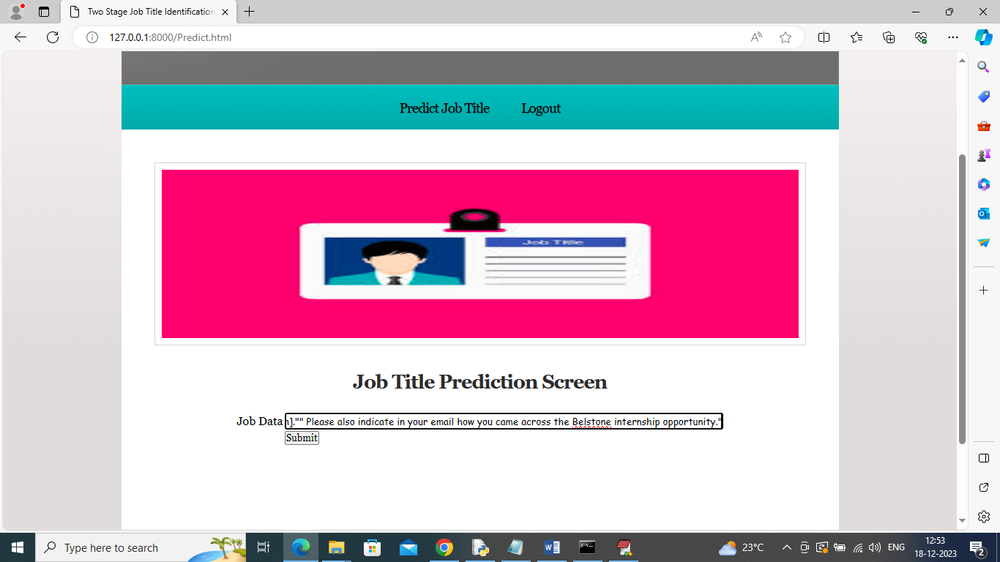 Two Stage Job Title Identification
127.0.0.1:8000/Predict.html
Predict Job Title Logout
Job Title
Job Title Prediction Screen
Job Data n]."" Please also indicate in your email how you came across the Belstone internship opportunity."
Submit
Type here to search
23°C
ENG
12:53
18-12-2023
2